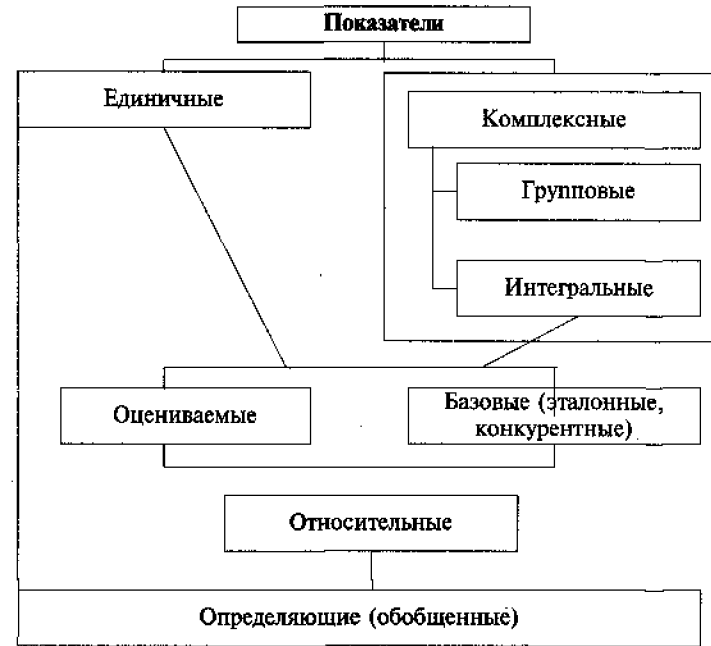 Показатели
Единичные
Комплексные
Групповые
Интегральные
Оцениваемые
Базовые (эталонные,
конкурентные)
Относительные
Определяющие (обобщенные)